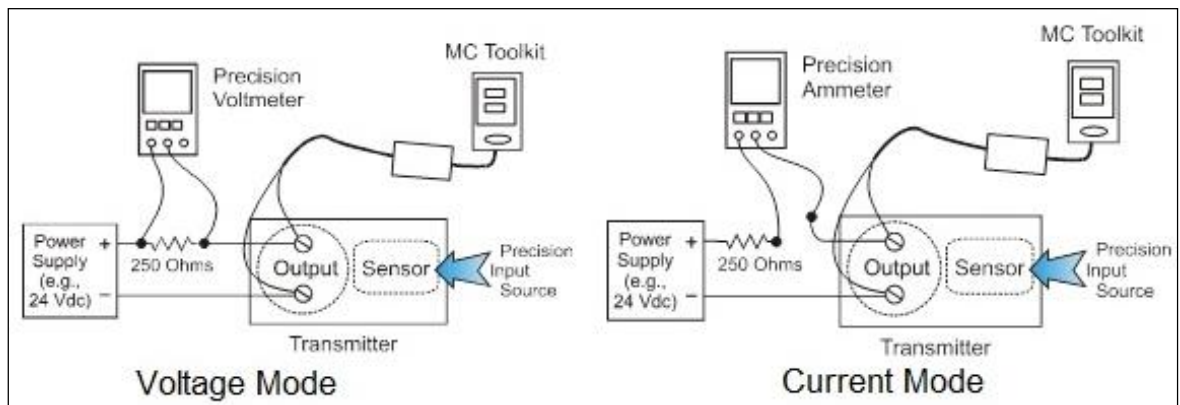 MC Toolkit
Precision
Voltmeter
Power
Supply
(e.g.,
24 Vdc)
+
–
250 Ohms
Output
Sensor
Precision
Input
Source
Transmitter
Voltage Mode
MC Toolkit
Precision
Ammeter
Power
Supply
(e.g.,
24 Vdc)
+
–
250 Ohms
Output
Sensor
Precision
Input
Source
Transmitter
Current Mode